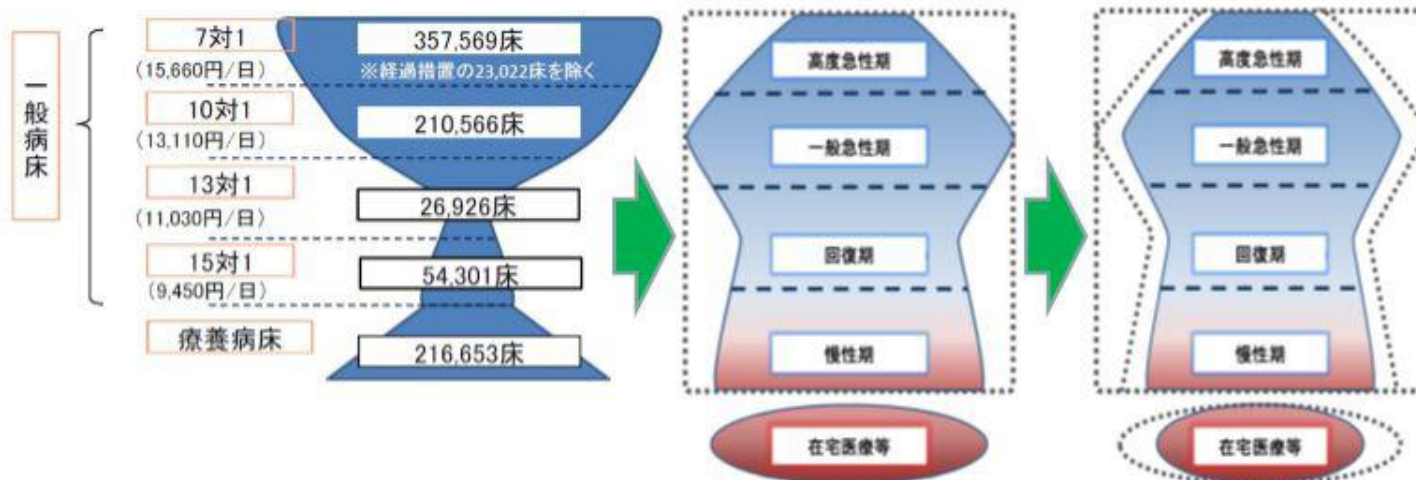 一般病床
7対1
(15,660円/日)
10対1
(13,110円/日)
13対1
(11,030円/日)
15対1
(9,450円/日)
療養病床
357,569床
※経過措置の23,022床を除く
210,566床
26,926床
54,301床
216,653床
高度急性期
一般急性期
回復期
慢性期
在宅医療等
高度急性期
一般急性期
回復期
慢性期
在宅医療等